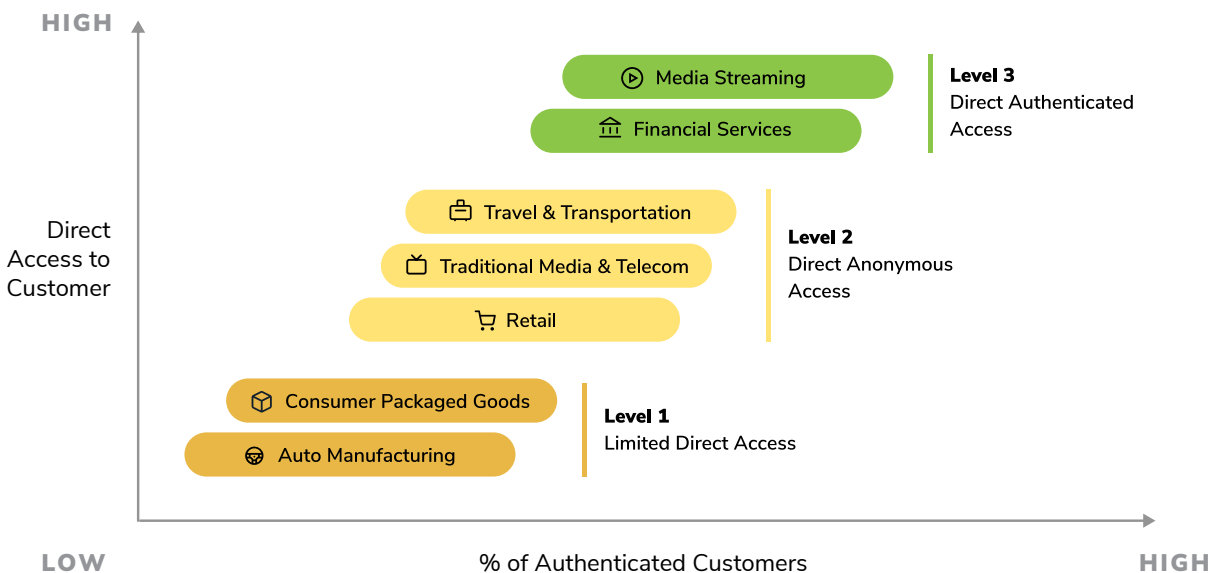 HIGH
Media Streaming
Financial Services
Level 3
Direct Authenticated
Access
Direct
Access to
Customer
Travel & Transportation
Traditional Media & Telecom
Retail
Level 2
Direct Anonymous
Access
Consumer Packaged Goods
Auto Manufacturing
Level 1
Limited Direct Access
LOW
% of Authenticated Customers
HIGH